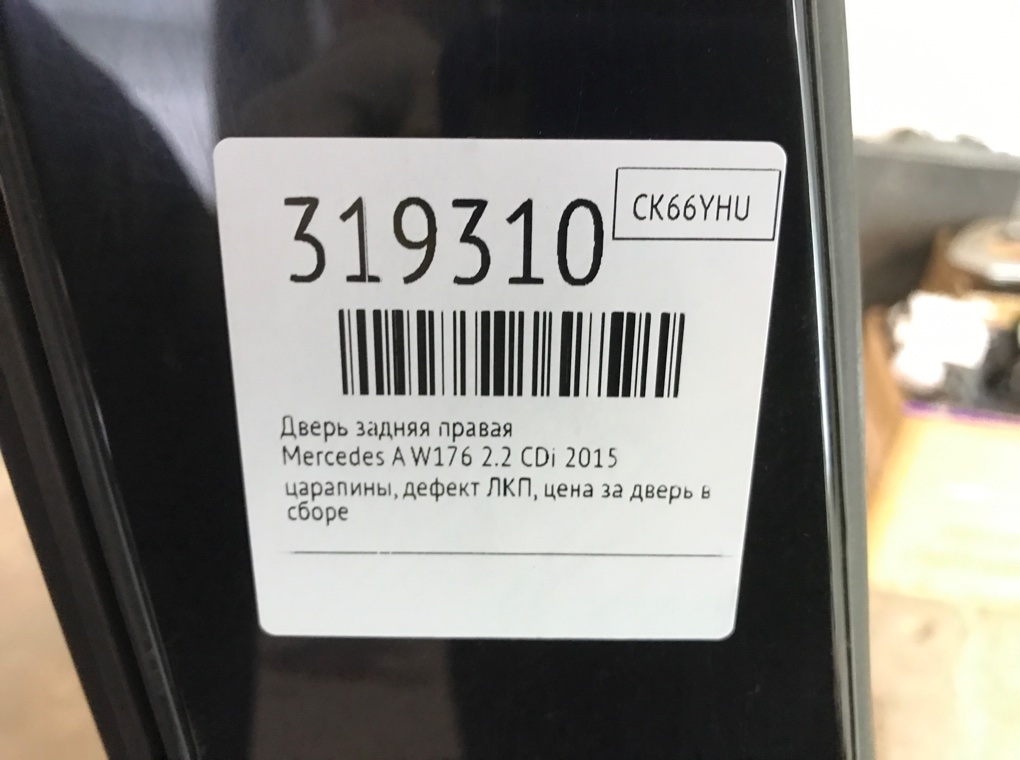 319310
CK66YHU
Дверь задняя правая
Mercedes A W176 2.2 CDi 2015
царапины, дефект ЛКП, цена за дверь в
сборе